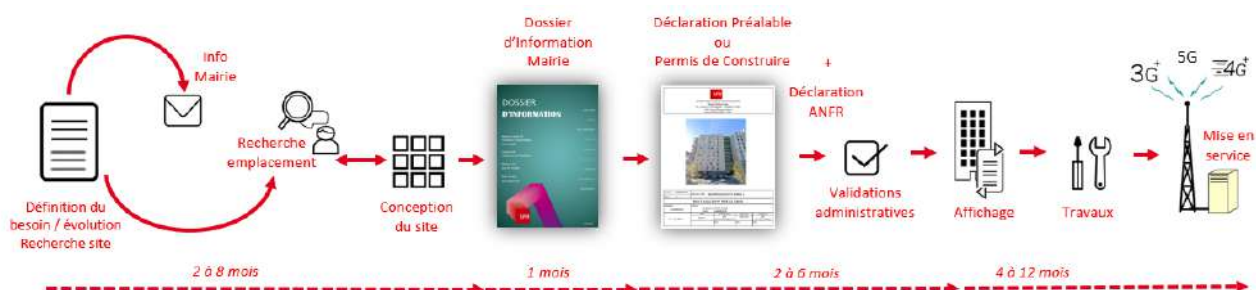 Info
Mairie
Définition du
besoin / évolution
Recherche site
Recherche
emplacement
Conception
du site
Dossier
d'Information
Mairie
DOSSIER
D'INFORMATION
Déclaration Préalable
ou
Permis de Construire
+
Déclaration
ANFR
Validations
administratives
Affichage
Travaux
3G+
5G
4G+
Mise en
service
2 à 8 mois
1 mois
2 à 6 mois
4 à 12 mois